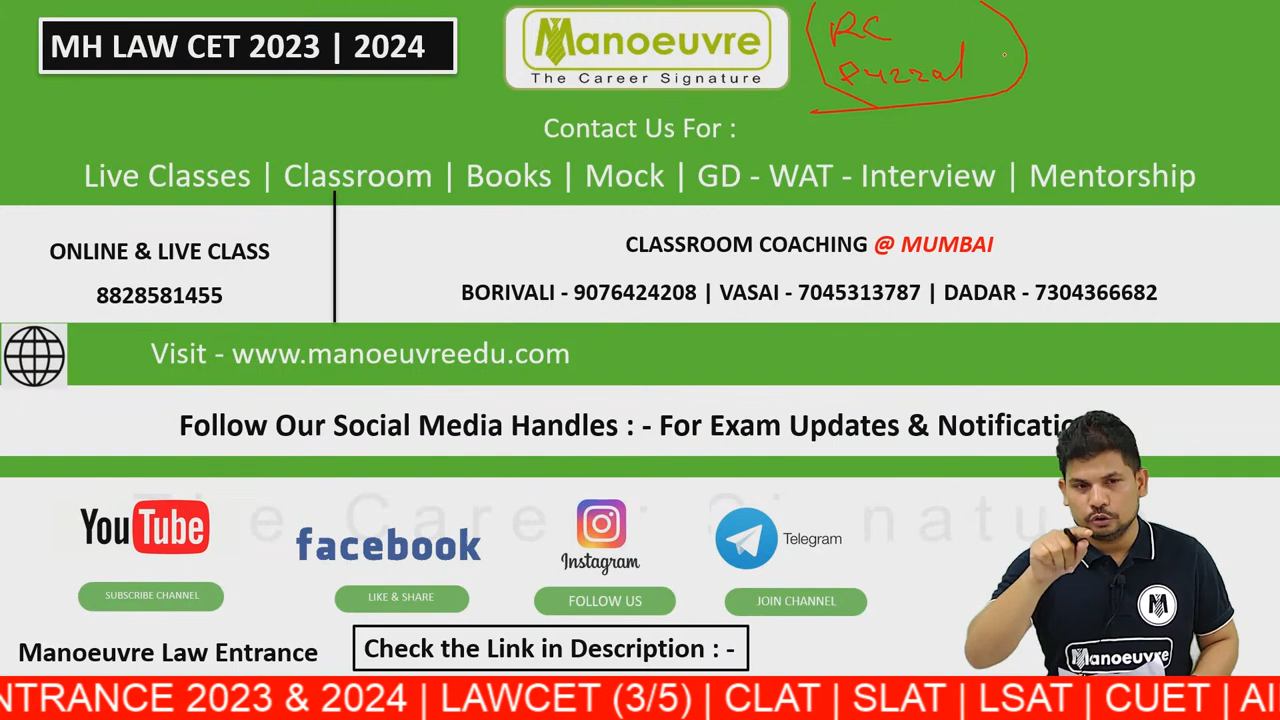 MH LAW CET 2023 | 2024
Manoeuvre
The Career Signature
RC
Puzzal
Contact Us For :
Live Classes | Classroom | Books | Mock | GD - WAT - Interview | Mentorship
ONLINE & LIVE CLASS
8828581455
CLASSROOM COACHING @ MUMBAI
BORIVALI - 9076424208 | VASAI - 7045313787 | DADAR - 7304366682
Visit - www.manoeuvreedu.com
Follow Our Social Media Handles : - For Exam Updates & Notificatio
YouTube
facebook
Instagram
Telegram
SUBSCRIBE CHANNEL
LIKE & SHARE
FOLLOW US
JOIN CHANNEL
Manoeuvre Law Entrance
Check the Link in Description : -
M
Manoeuvre
NTRANCE 2023 & 2024 | LAWCET (3/5) | CLAT | SLAT | LSAT | CUET | AI